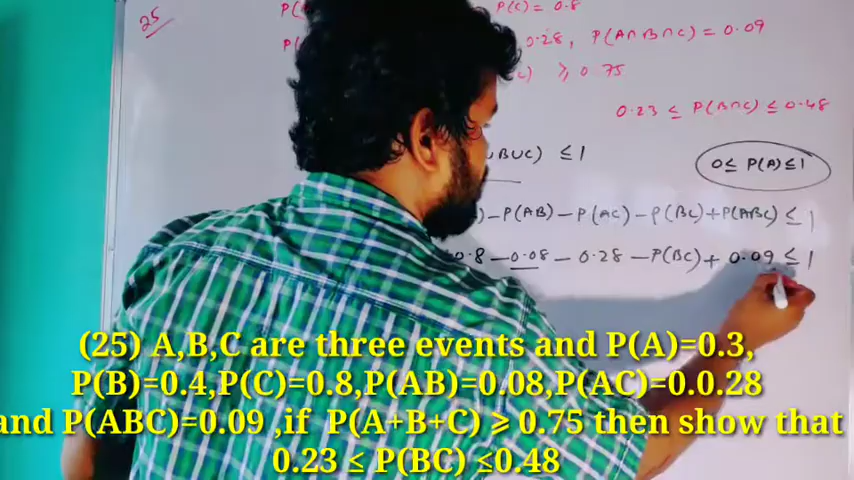 25
P(C) = 0.8
0.28, P(A∩B∩C) = 0.09
) ⩾ 0.75
0.23 ≤ P(B∩C) ≤ 0.48
∪B∪C) ≤ 1
0 ≤ P(A) ≤ 1
) - P(AB) - P(AC) - P(BC) + P(ABC) ≤ 1
0.8 - 0.08 - 0.28 - P(BC) + 0.09 ≤ 1
(25) A,B,C are three events and P(A)=0.3,
P(B)=0.4,P(C)=0.8,P(AB)=0.08,P(AC)=0.0.28
and P(ABC)=0.09 ,if P(A+B+C) ⩾ 0.75 then show that
0.23 ≤ P(BC) ≤0.48